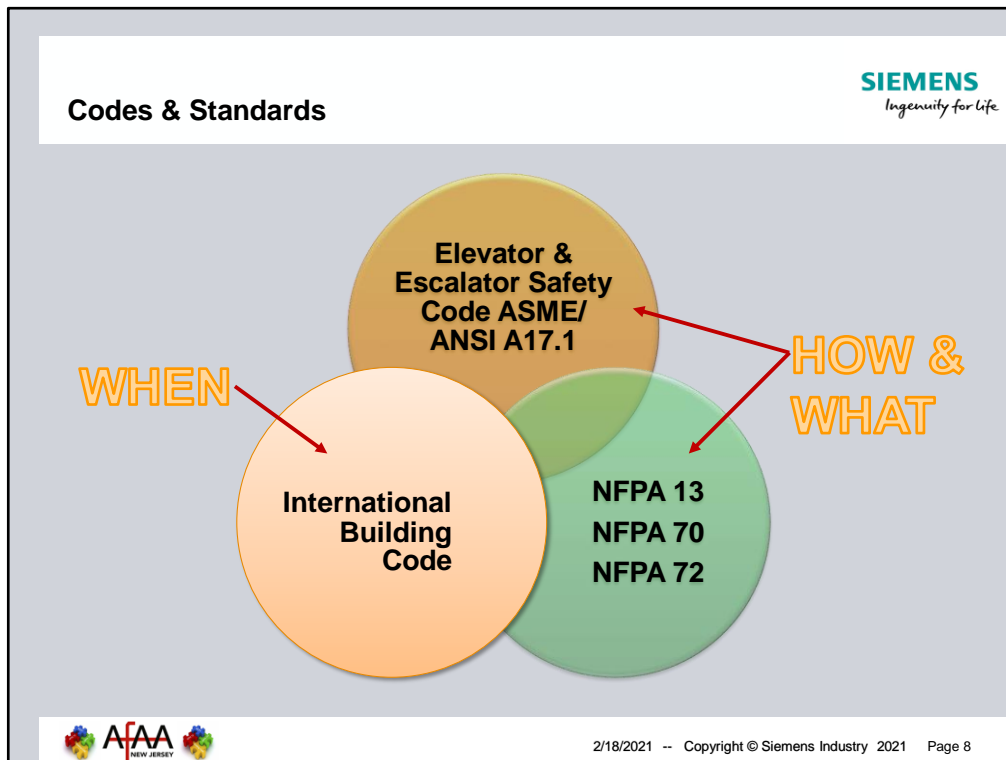 Codes & Standards
SIEMENS
Ingenuity for life
Elevator &
Escalator Safety
Code ASME/
ANSI A17.1
WHEN
HOW &
WHAT
International
Building
Code
NFPA 13
NFPA 70
NFPA 72
AfAA
NEW JERSEY
2/18/2021 -- Copyright © Siemens Industry 2021 Page 8